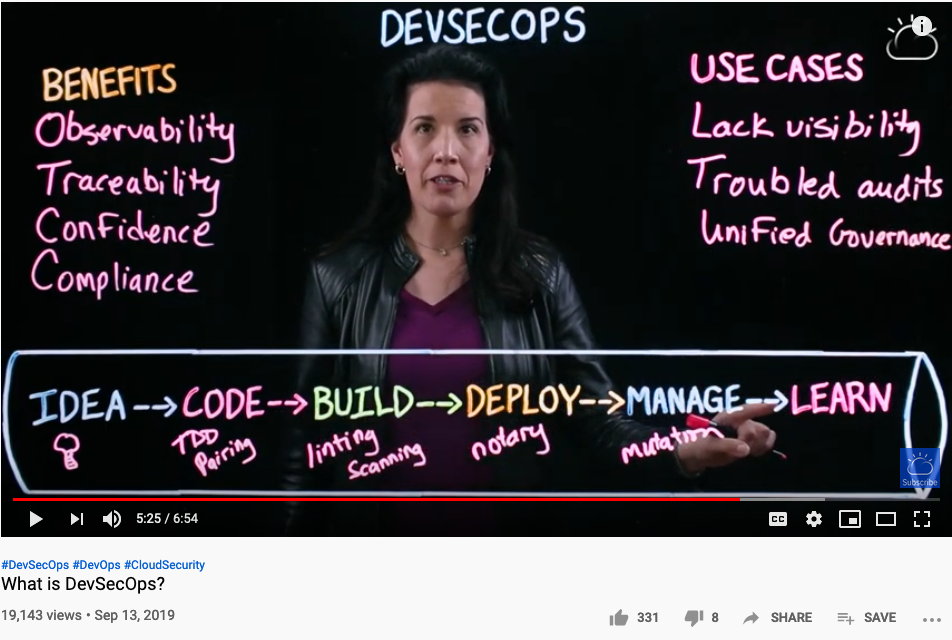 DEVSECOPS
i
BENEFITS
Observability
Traceability
Confidence
Compliance
USE CASES
Lack visibility
Troubled audits
Unified Governance
IDEA --> CODE --> BUILD --> DEPLOY --> MANAGE --> LEARN
TDD
Pairing
linting
Scanning
notary
mutation
Subscribe
5:25 / 6:54
CC
#DevSecOps #DevOps #CloudSecurity
What is DevSecOps?
19,143 views • Sep 13, 2019
331
8
SHARE
SAVE